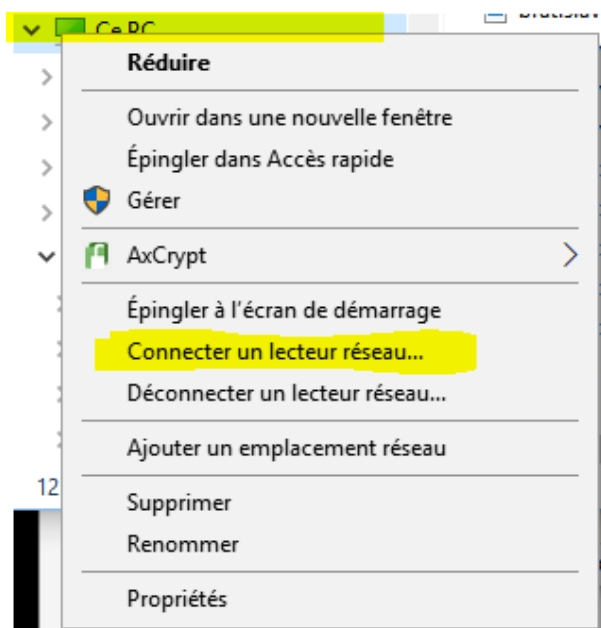 Ce PC
Réduire
Ouvrir dans une nouvelle fenêtre
Épingler dans Accès rapide
Gérer
AxCrypt
Épingler à l'écran de démarrage
Connecter un lecteur réseau...
Déconnecter un lecteur réseau...
Ajouter un emplacement réseau
12
Supprimer
Renommer
Propriétés